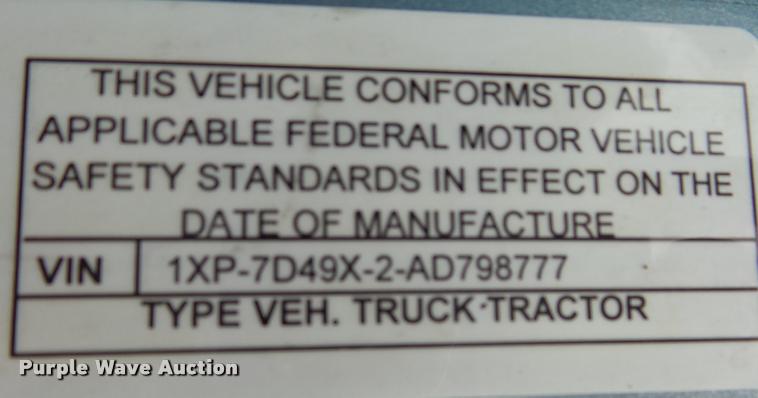 THIS VEHICLE CONFORMS TO ALL
APPLICABLE FEDERAL MOTOR VEHICLE
SAFETY STANDARDS IN EFFECT ON THE
DATE OF MANUFACTURE
VIN 1XP-7D49X-2-AD798777
TYPE VEH. TRUCK-TRACTOR
Purple Wave Auction